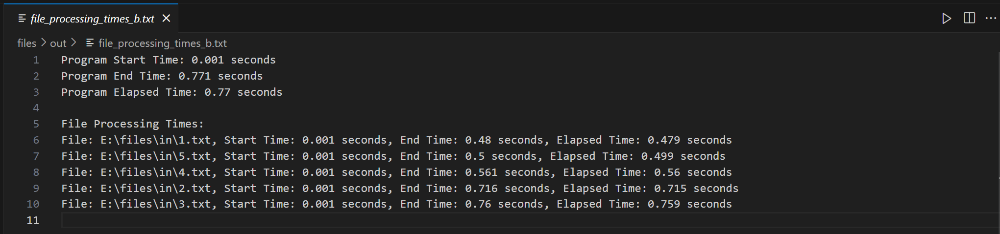 file_processing_times_b.txt
files > out > file_processing_times_b.txt
1 Program Start Time: 0.001 seconds
2 Program End Time: 0.771 seconds
3 Program Elapsed Time: 0.77 seconds
4
5 File Processing Times:
6 File: E:\files\in\1.txt, Start Time: 0.001 seconds, End Time: 0.48 seconds, Elapsed Time: 0.479 seconds
7 File: E:\files\in\5.txt, Start Time: 0.001 seconds, End Time: 0.5 seconds, Elapsed Time: 0.499 seconds
8 File: E:\files\in\4.txt, Start Time: 0.001 seconds, End Time: 0.561 seconds, Elapsed Time: 0.56 seconds
9 File: E:\files\in\2.txt, Start Time: 0.001 seconds, End Time: 0.716 seconds, Elapsed Time: 0.715 seconds
10 File: E:\files\in\3.txt, Start Time: 0.001 seconds, End Time: 0.76 seconds, Elapsed Time: 0.759 seconds
11